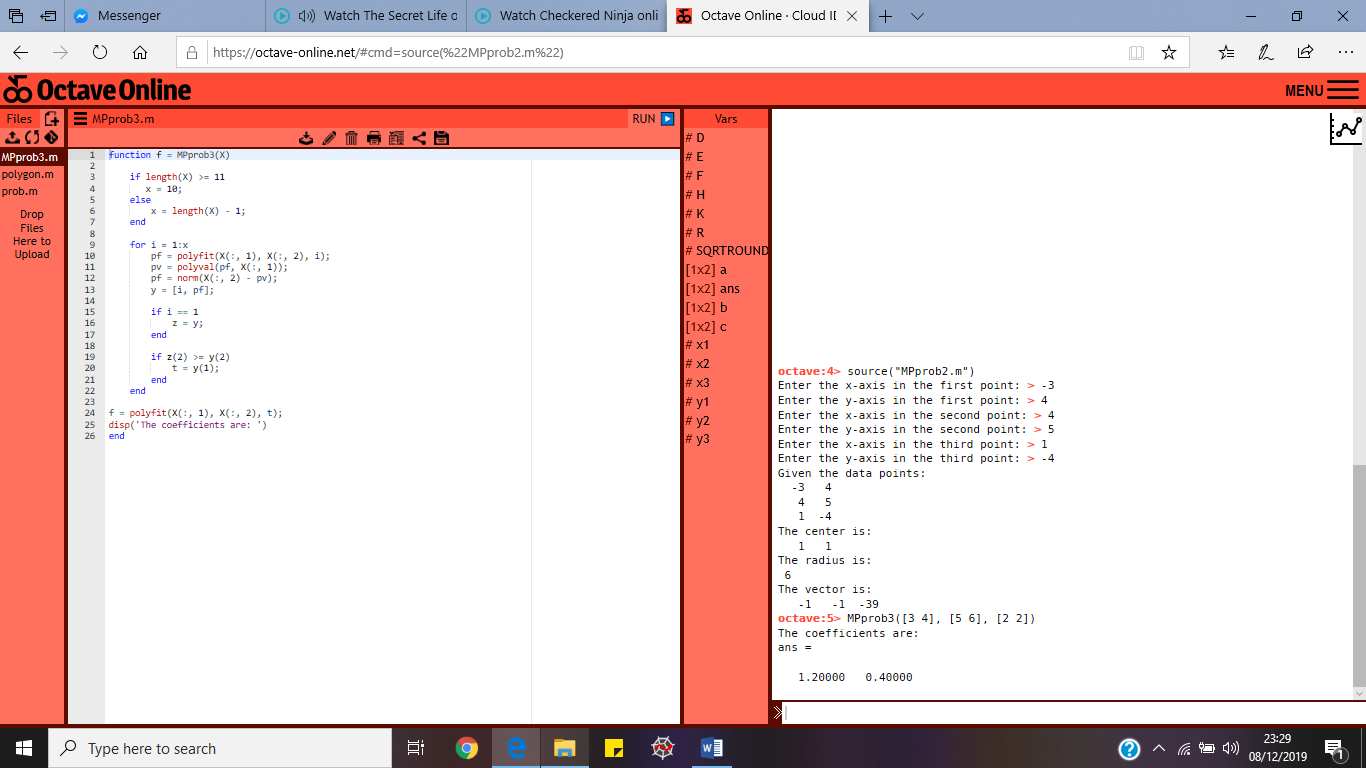 Messenger
Watch The Secret Life o
Watch Checkered Ninja onli
Octave Online · Cloud IE
https://octave-online.net/#cmd=source(%22MPprob2.m%22)
Octave Online
MENU
Files
MPprob3.m
polygon.m
prob.m
Drop
Files
Here to
Upload
MPprob3.m
RUN
1 function f = MPprob3(X)
2
3 if length(X) >= 11
4 x = 10;
5 else
6 x = length(X) - 1;
7 end
8
9 for i = 1:x
10 pf = polyfit(X(:, 1), X(:, 2), i);
11 pv = polyval(pf, X(:, 1));
12 pf = norm(X(:, 2) - pv);
13 y = [i, pf];
14
15 if i == 1
16 z = y;
17 end
18
19 if z(2) >= y(2)
20 t = y(1);
21 end
22 end
23
24 f = polyfit(X(:, 1), X(:, 2), t);
25 disp('The coefficients are: ')
26 end
Vars
# D
# E
# F
# H
# K
# R
# SQRTROUND
[1x2] a
[1x2] ans
[1x2] b
[1x2] c
# x1
# x2
# x3
# y1
# y2
# y3
octave:4> source("MPprob2.m")
Enter the x-axis in the first point: > -3
Enter the y-axis in the first point: > 4
Enter the x-axis in the second point: > 4
Enter the y-axis in the second point: > 5
Enter the x-axis in the third point: > 1
Enter the y-axis in the third point: > -4
Given the data points:
-3 4
4 5
1 -4
The center is:
1 1
The radius is:
6
The vector is:
-1 -1 -39
octave:5> MPprob3([3 4], [5 6], [2 2])
The coefficients are:
ans =
1.20000 0.40000
Type here to search
23:29
08/12/2019
1